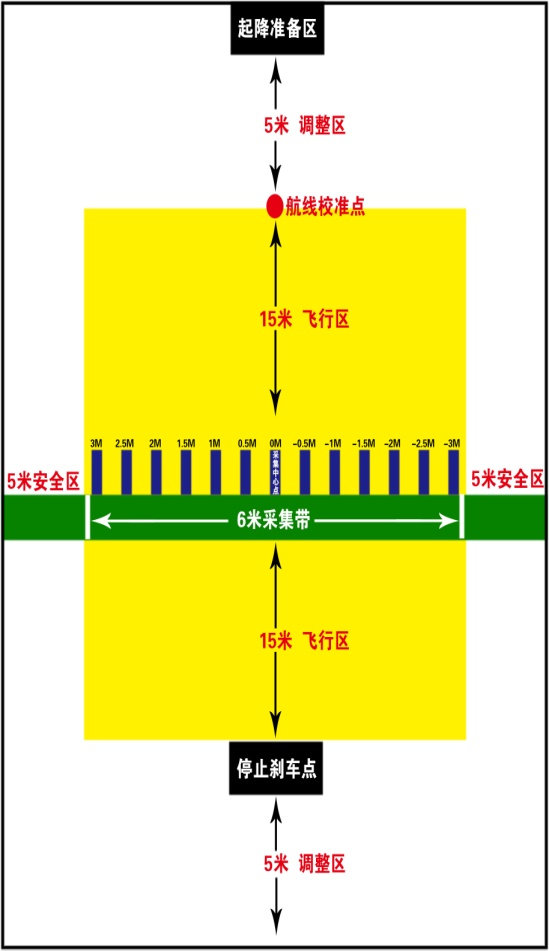 起降准备区
5米 调整区
航线校准点
15米 飞行区
3M 2.5M 2M 1.5M 1M 0.5M 0M -0.5M -1M -1.5M -2M -2.5M -3M
采集中心点
5米安全区
5米安全区
6米采集带
15米 飞行区
停止刹车点
5米 调整区